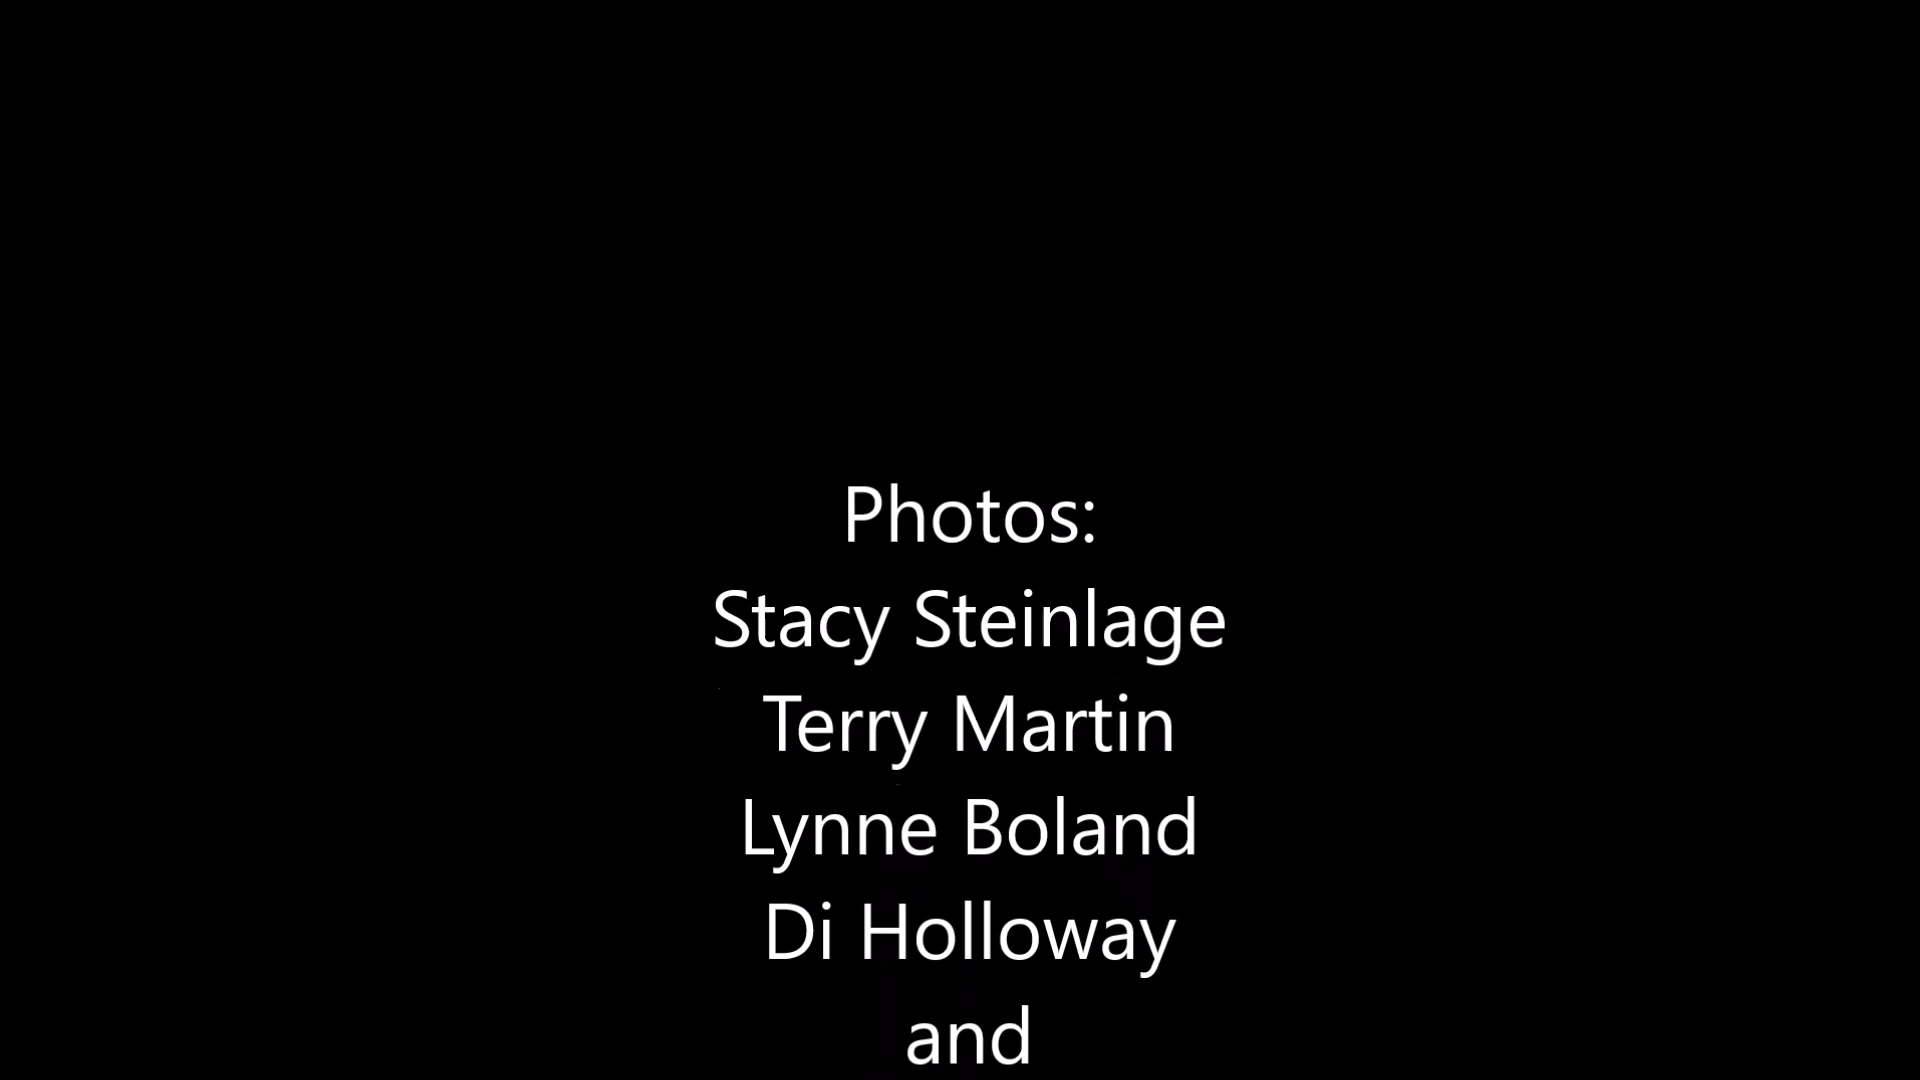 Photos:
Stacy Steinlage
Terry Martin
Lynne Boland
Di Holloway
and